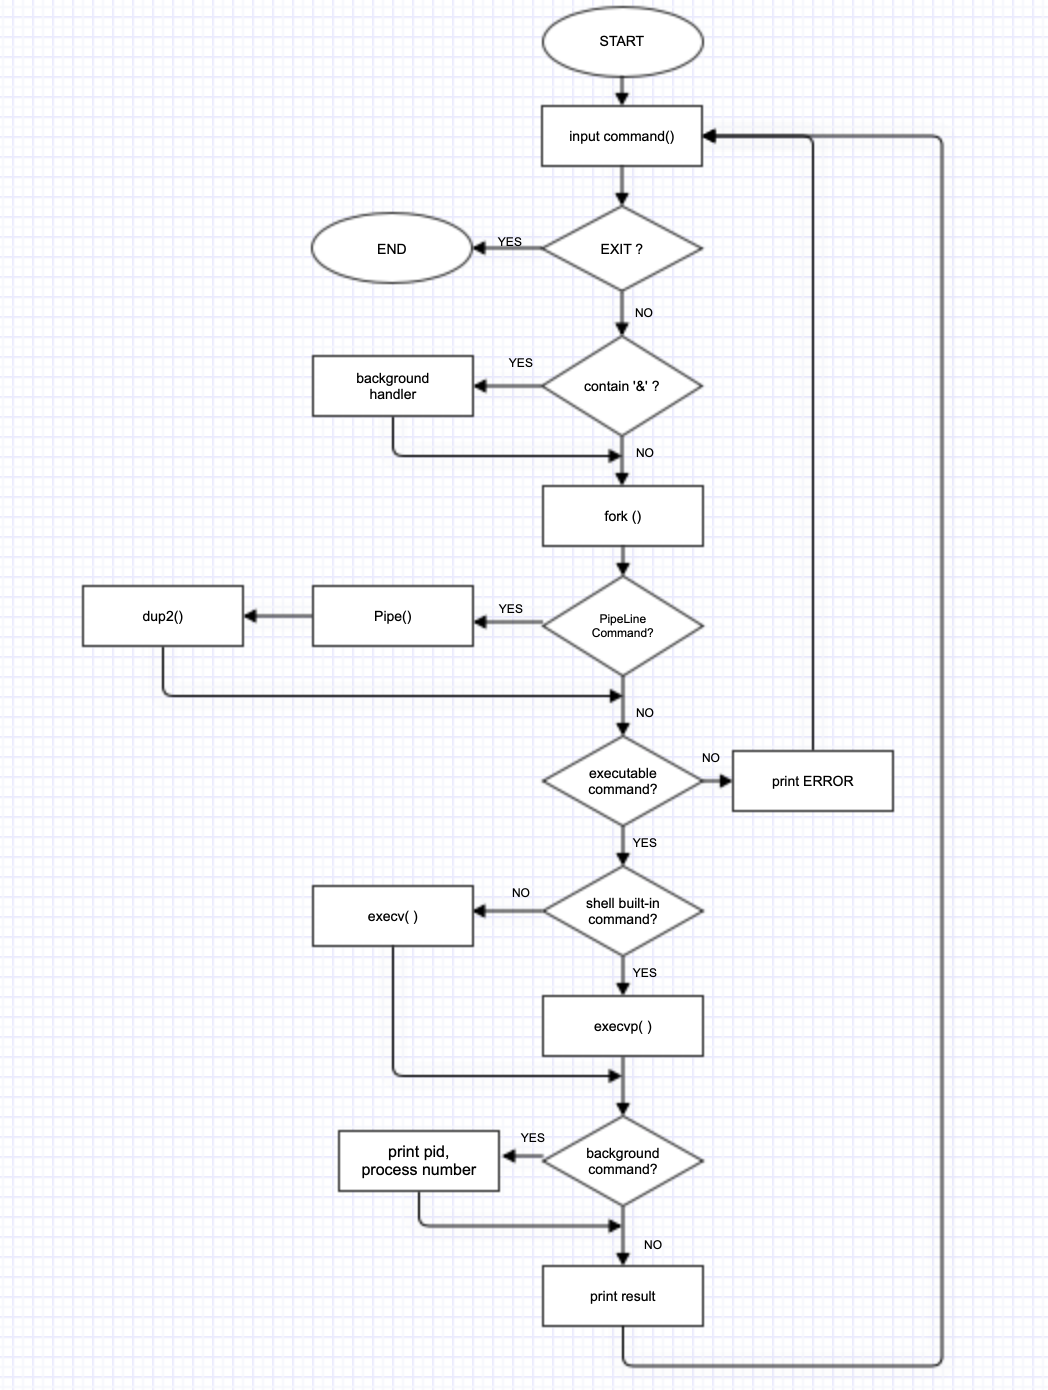 START
input command()
EXIT ?
YES
END
NO
contain '&' ?
YES
background
handler
NO
fork ()
PipeLine
Command?
YES
Pipe()
dup2()
NO
executable
command?
NO
print ERROR
YES
shell built-in
command?
NO
execv( )
YES
execvp( )
background
command?
YES
print pid,
process number
NO
print result